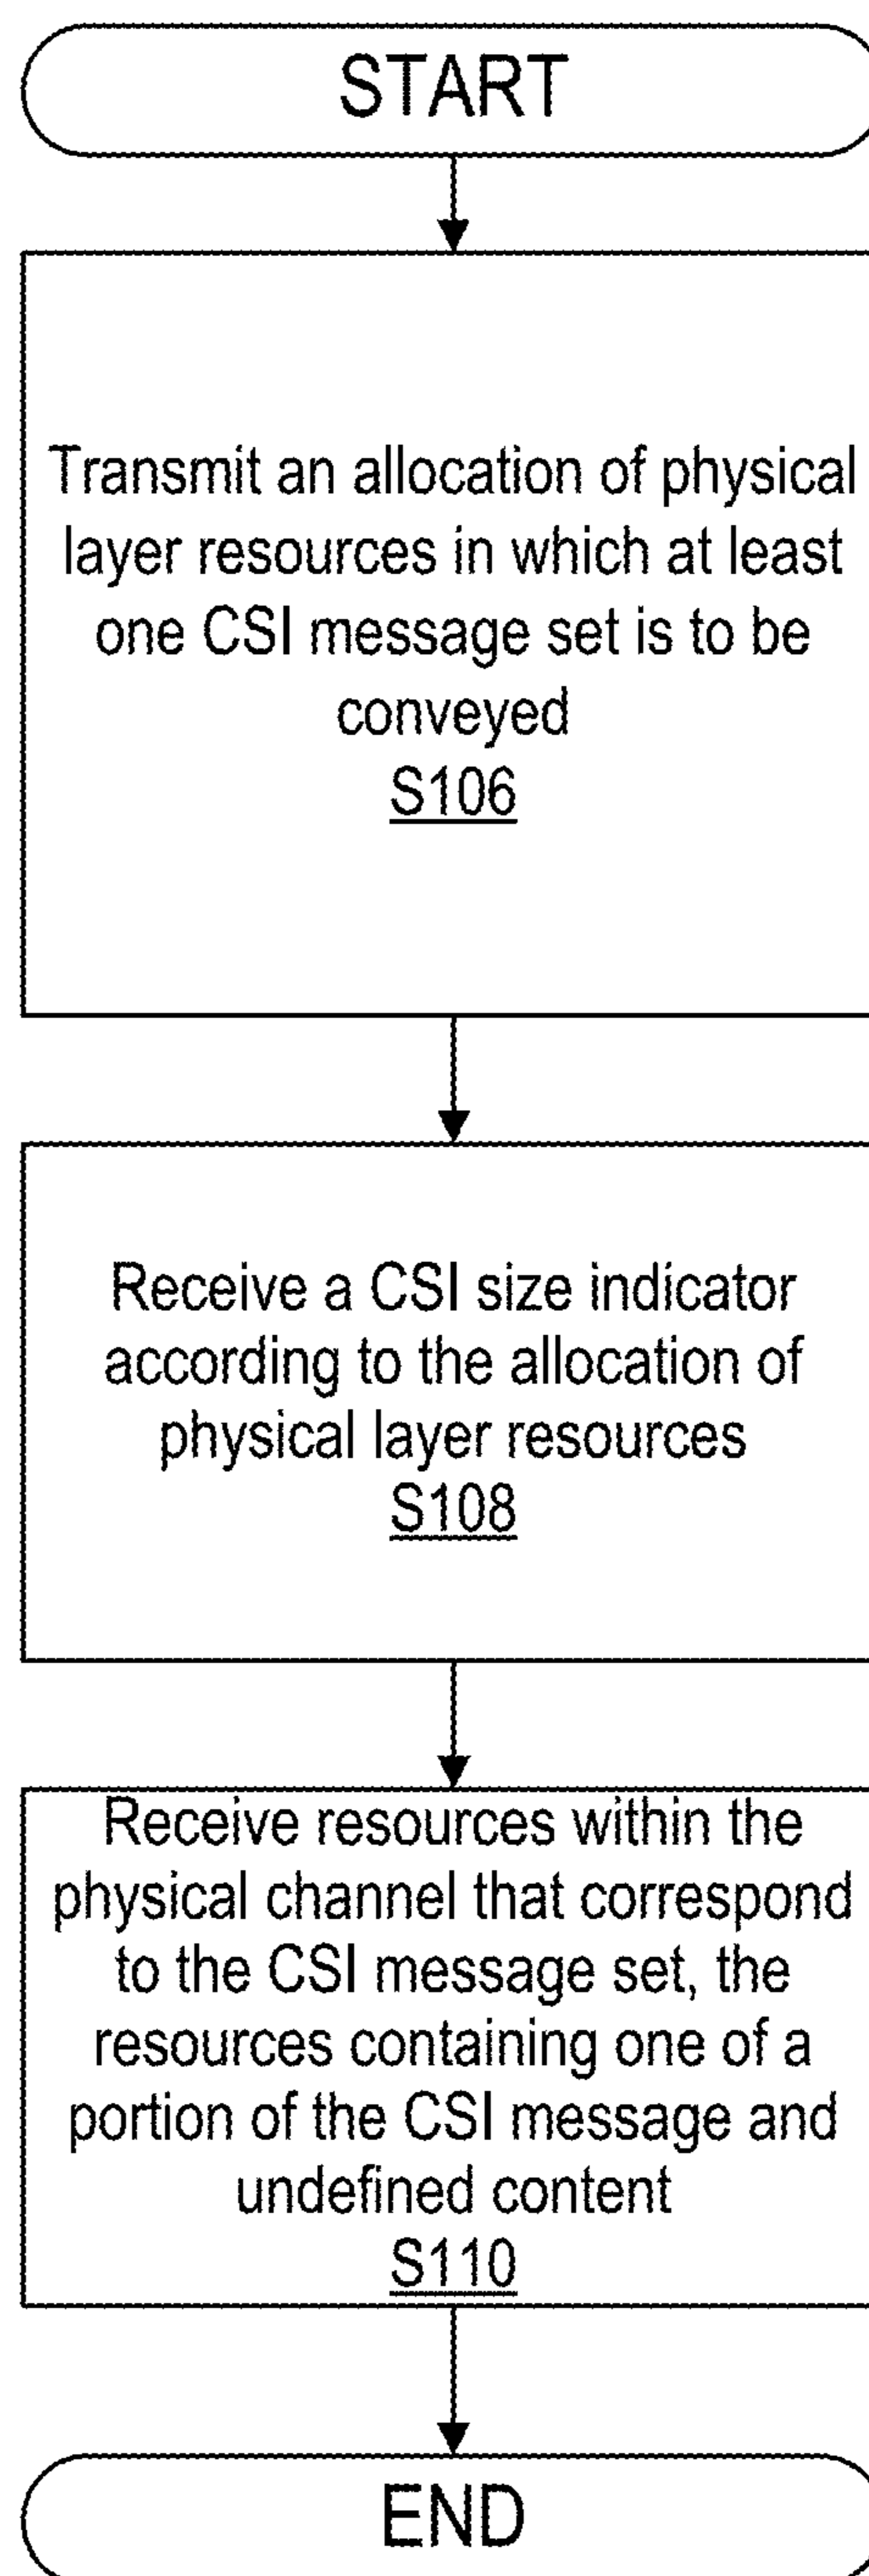 START
Transmit an allocation of physical
layer resources in which at least
one CSI message set is to be
conveyed
S106
Receive a CSI size indicator
according to the allocation of
physical layer resources
S108
Receive resources within the
physical channel that correspond
to the CSI message set, the
resources containing one of a
portion of the CSI message and
undefined content
S110
END